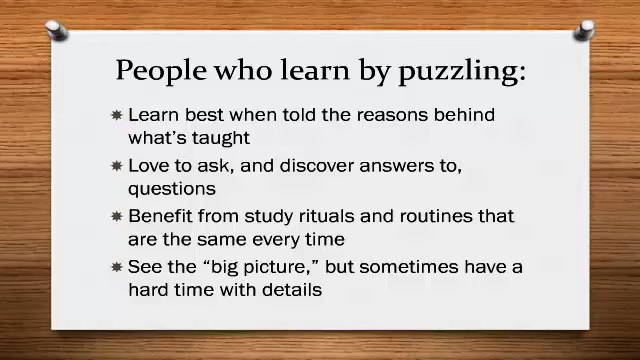 People who learn by puzzling:
✷ Learn best when told the reasons behind
what's taught
✷ Love to ask, and discover answers to,
questions
✷ Benefit from study rituals and routines that
are the same every time
✷ See the “big picture,” but sometimes have a
hard time with details